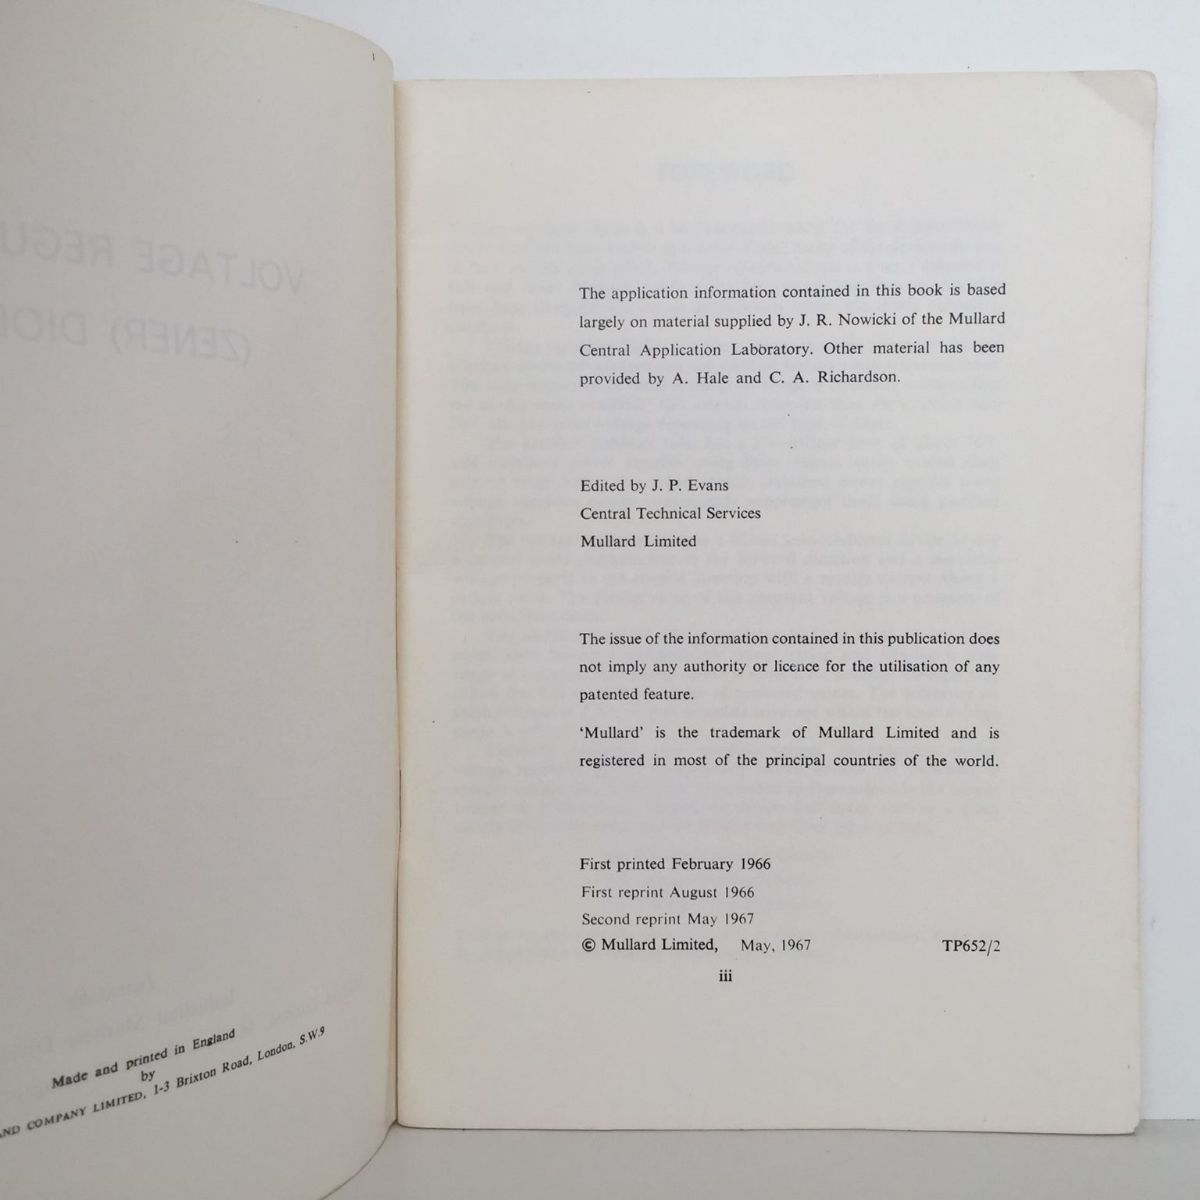 Made and printed in England
by
AND COMPANY LIMITED, 1-3 Brixton Road, London, S.W.9
The application information contained in this book is based
largely on material supplied by J. R. Nowicki of the Mullard
Central Application Laboratory. Other material has been
provided by A. Hale and C. A. Richardson.
Edited by J. P. Evans
Central Technical Services
Mullard Limited
The issue of the information contained in this publication does
not imply any authority or licence for the utilisation of any
patented feature.
‘Mullard’ is the trademark of Mullard Limited and is
registered in most of the principal countries of the world.
First printed February 1966
First reprint August 1966
Second reprint May 1967
© Mullard Limited, May, 1967 TP652/2
iii